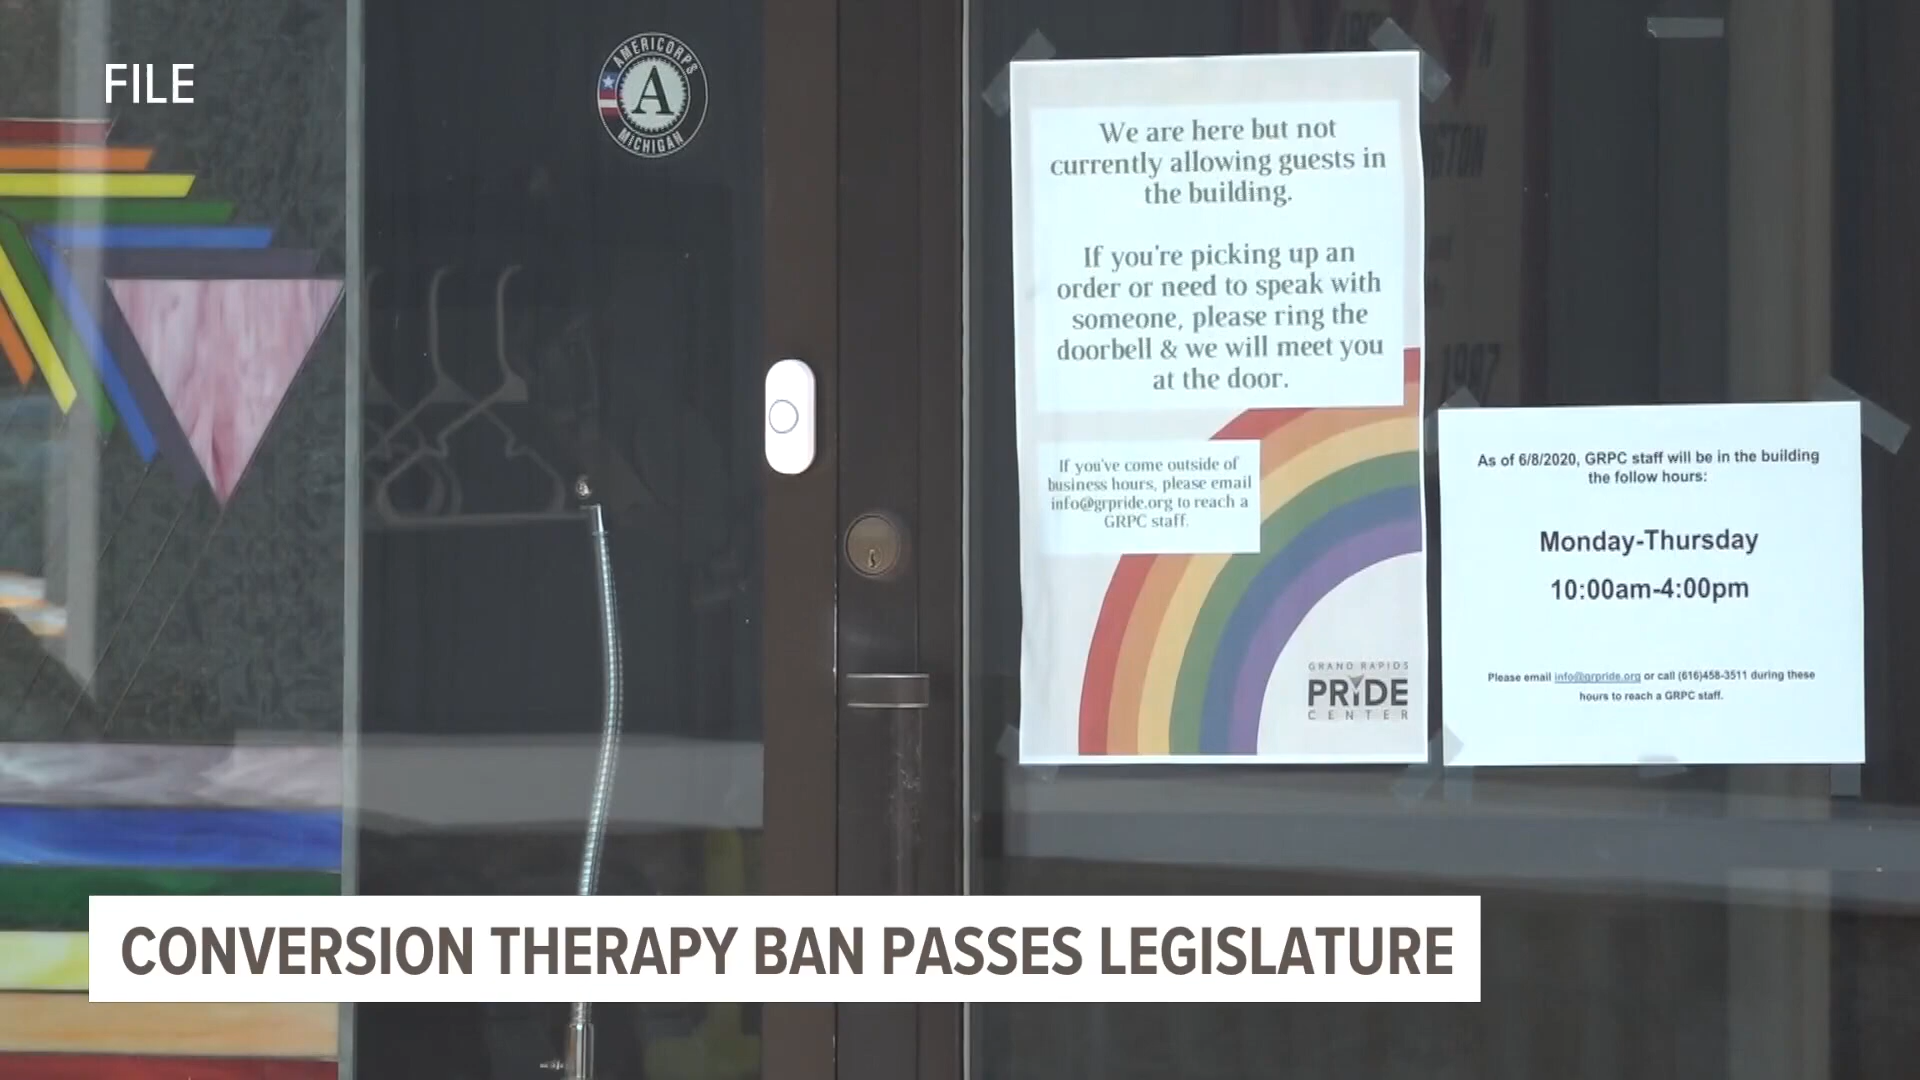 FILE
AMERICORPS
A
MICHIGAN
We are here but not
currently allowing guests in
the building.
If you're picking up an
order or need to speak with
someone, please ring the
doorbell & we will meet you
at the door.
If you've come outside of
business hours, please email
info@grpride.org to reach a
GRPC staff.
GRAND RAPIDS
PRIDE
CENTER
As of 6/8/2020, GRPC staff will be in the building
the follow hours:
Monday-Thursday
10:00am-4:00pm
Please email info@grpride.org or call (616)458-3511 during these
hours to reach a GRPC staff.
CONVERSION THERAPY BAN PASSES LEGISLATURE